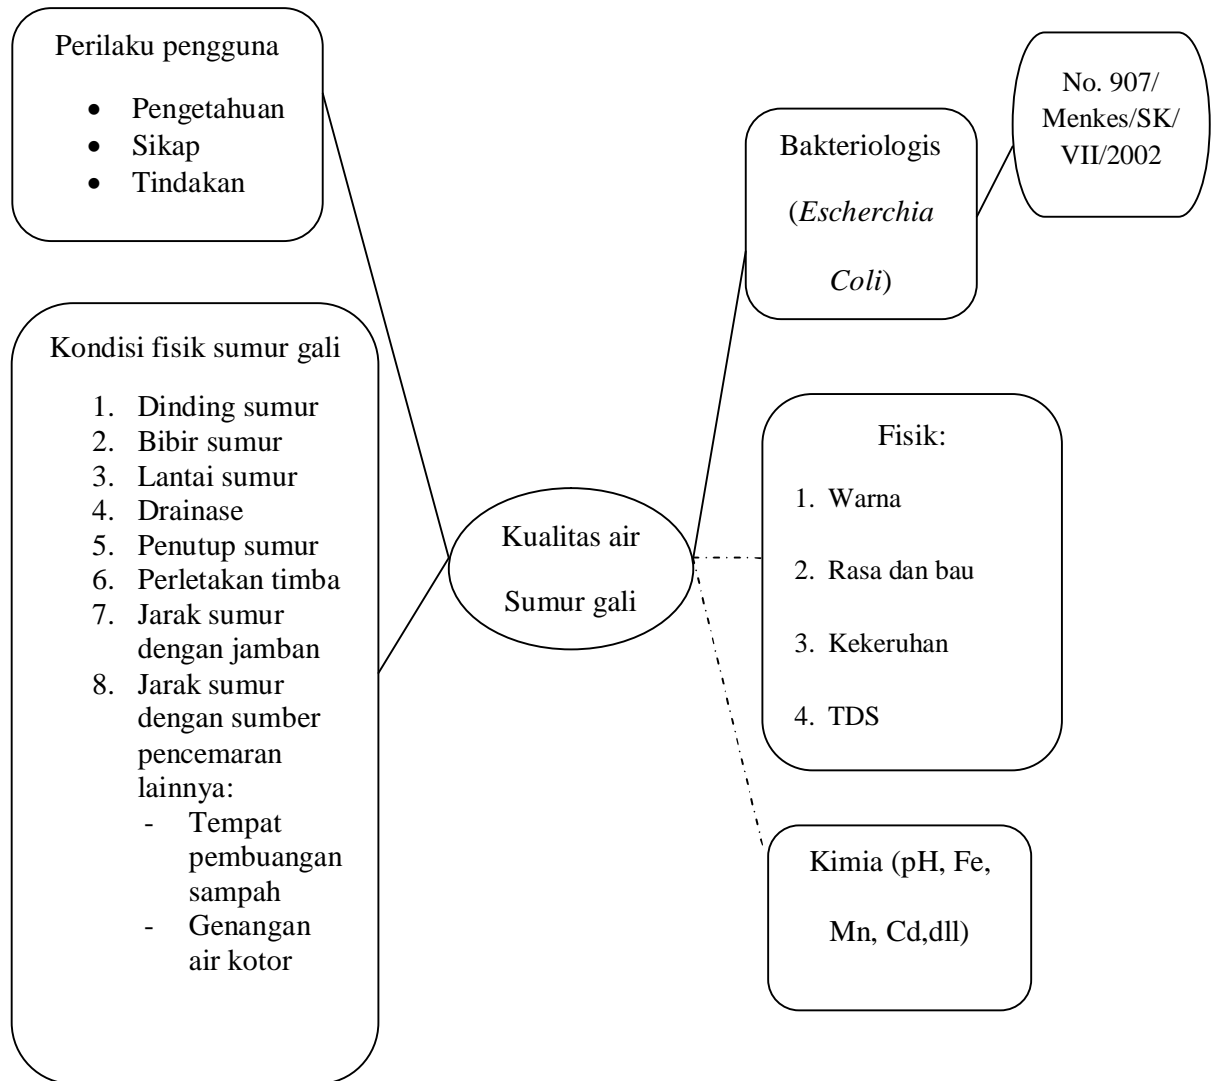 Perilaku pengguna
• Pengetahuan
• Sikap
• Tindakan
Kondisi fisik sumur gali
1. Dinding sumur
2. Bibir sumur
3. Lantai sumur
4. Drainase
5. Penutup sumur
6. Perletakan timba
7. Jarak sumur
dengan jamban
8. Jarak sumur
dengan sumber
pencemaran
lainnya:
- Tempat
pembuangan
sampah
- Genangan
air kotor
Kualitas air
Sumur gali
Bakteriologis
(Escherchia
Coli)
No. 907/
Menkes/SK/
VII/2002
Fisik:
1. Warna
2. Rasa dan bau
3. Kekeruhan
4. TDS
Kimia (pH, Fe,
Mn, Cd,dll)